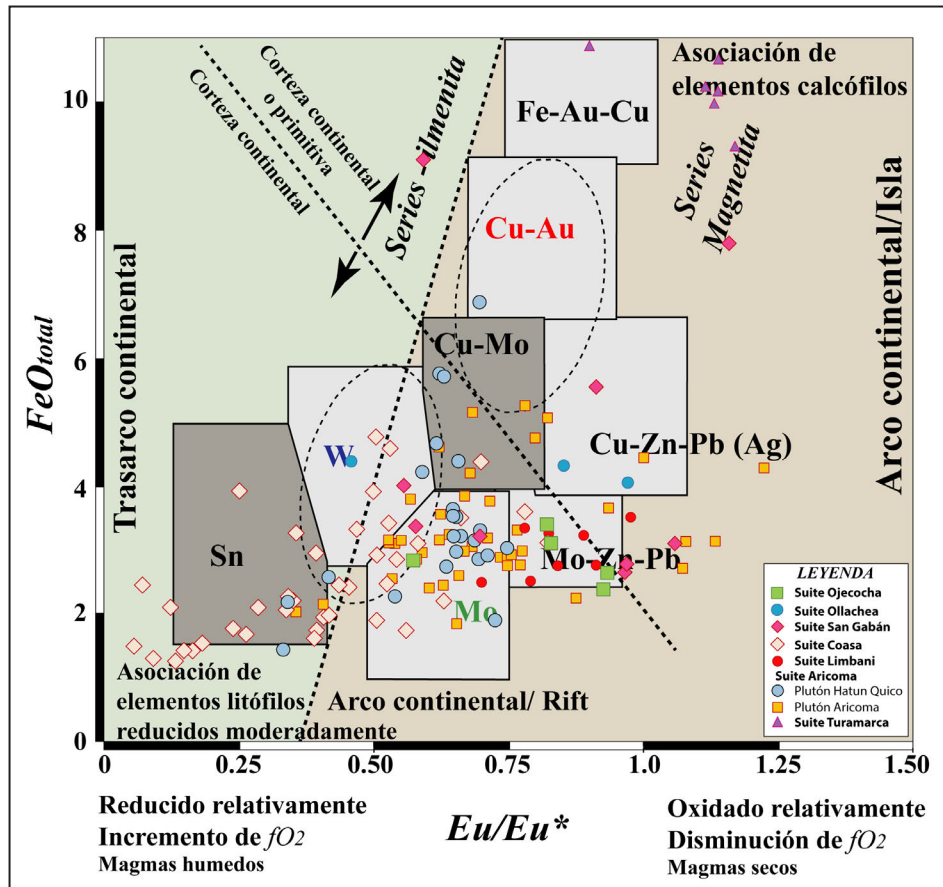 Corteza continental
o primitiva
Corteza continental
Series ilmenita
Asociación de
elementos calcófilos
Series
Magnetita
Fe-Au-Cu
Cu-Au
Cu-Mo
Cu-Zn-Pb (Ag)
W
Sn
Mo
Mo-Zn-Pb
Trasarco continental
Arco continental/Isla
Asociación de
elementos litófilos
reducidos moderadamente
Arco continental/ Rift
LEYENDA
Suite Ojecocha
Suite Ollachea
Suite San Gabán
Suite Coasa
Suite Limbani
Suite Aricoma
Plutón Hatun Quico
Plutón Aricoma
Suite Turamarca
FeOtotal
10
8
6
4
2
0
0
0.25
0.50
0.75
1.0
1.25
1.50
Reducido relativamente
Incremento de fO2
Magmas humedos
Eu/Eu*
Oxidado relativamente
Disminución de fO2
Magmas secos